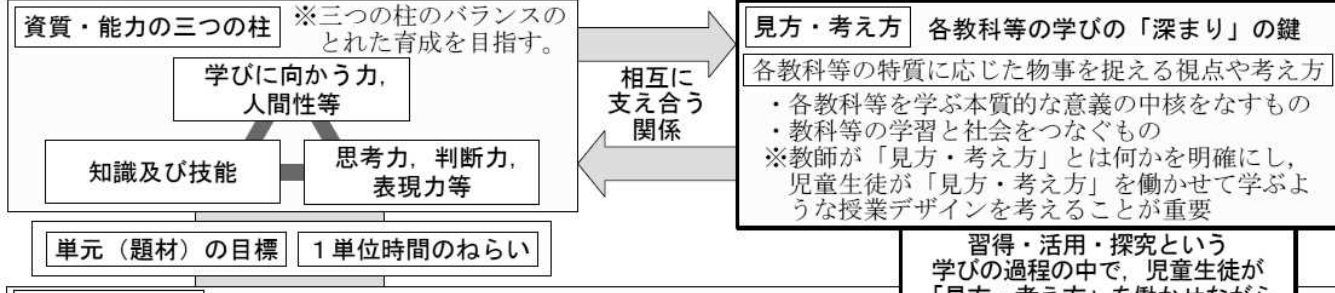 資質・能力の三つの柱
※三つの柱のバランスの
とれた育成を目指す。
学びに向かう力,
人間性等
知識及び技能
思考力,判断力,
表現力等
相互に
支え合う
関係
見方・考え方 各教科等の学びの「深まり」の鍵
各教科等の特質に応じた物事を捉える視点や考え方
・各教科等を学ぶ本質的な意義の中核をなすもの
・教科等の学習と社会をつなぐもの
※教師が「見方・考え方」とは何かを明確にし,
児童生徒が「見方・考え方」を働かせて学ぶよ
うな授業デザインを考えることが重要
単元(題材)の目標 1単位時間のねらい
習得・活用・探究という
学びの過程の中で,児童生徒が
「見方・考え方」を働かせながら